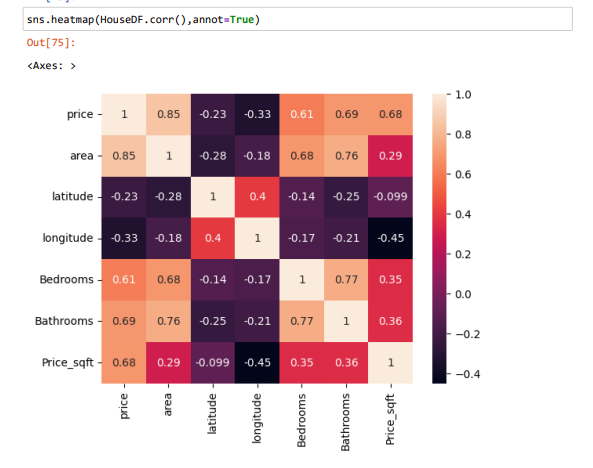 sns.heatmap(HouseDF.corr(),annot=True)
Out[75]:
<Axes: >
price 1 0.85 -0.23 -0.33 0.61 0.69 0.68
area 0.85 1 -0.28 -0.18 0.68 0.76 0.29
latitude -0.23 -0.28 1 0.4 -0.14 -0.25 -0.099
longitude -0.33 -0.18 0.4 1 -0.17 -0.21 -0.45
Bedrooms 0.61 0.68 -0.14 -0.17 1 0.77 0.35
Bathrooms 0.69 0.76 -0.25 -0.21 0.77 1 0.36
Price_sqft 0.68 0.29 -0.099 -0.45 0.35 0.36 1
price area latitude longitude Bedrooms Bathrooms Price_sqft
1.0
0.8
0.6
0.4
0.2
0.0
−0.2
−0.4